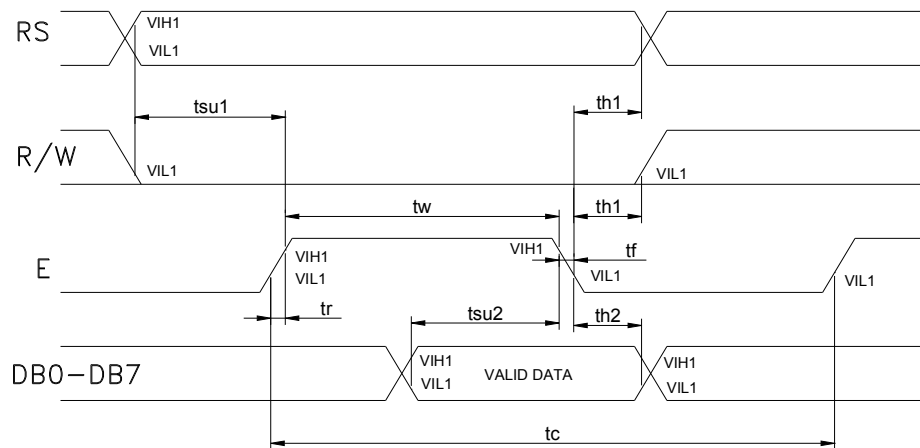 RS
VIH1
VIL1
tsu1
th1
R/W
VIL1
VIL1
tw
th1
E
VIH1
VIL1
VIH1
tf
VIL1
VIL1
tr
tsu2
th2
DB0-DB7
VIH1
VIL1
VALID DATA
VIH1
VIL1
tc